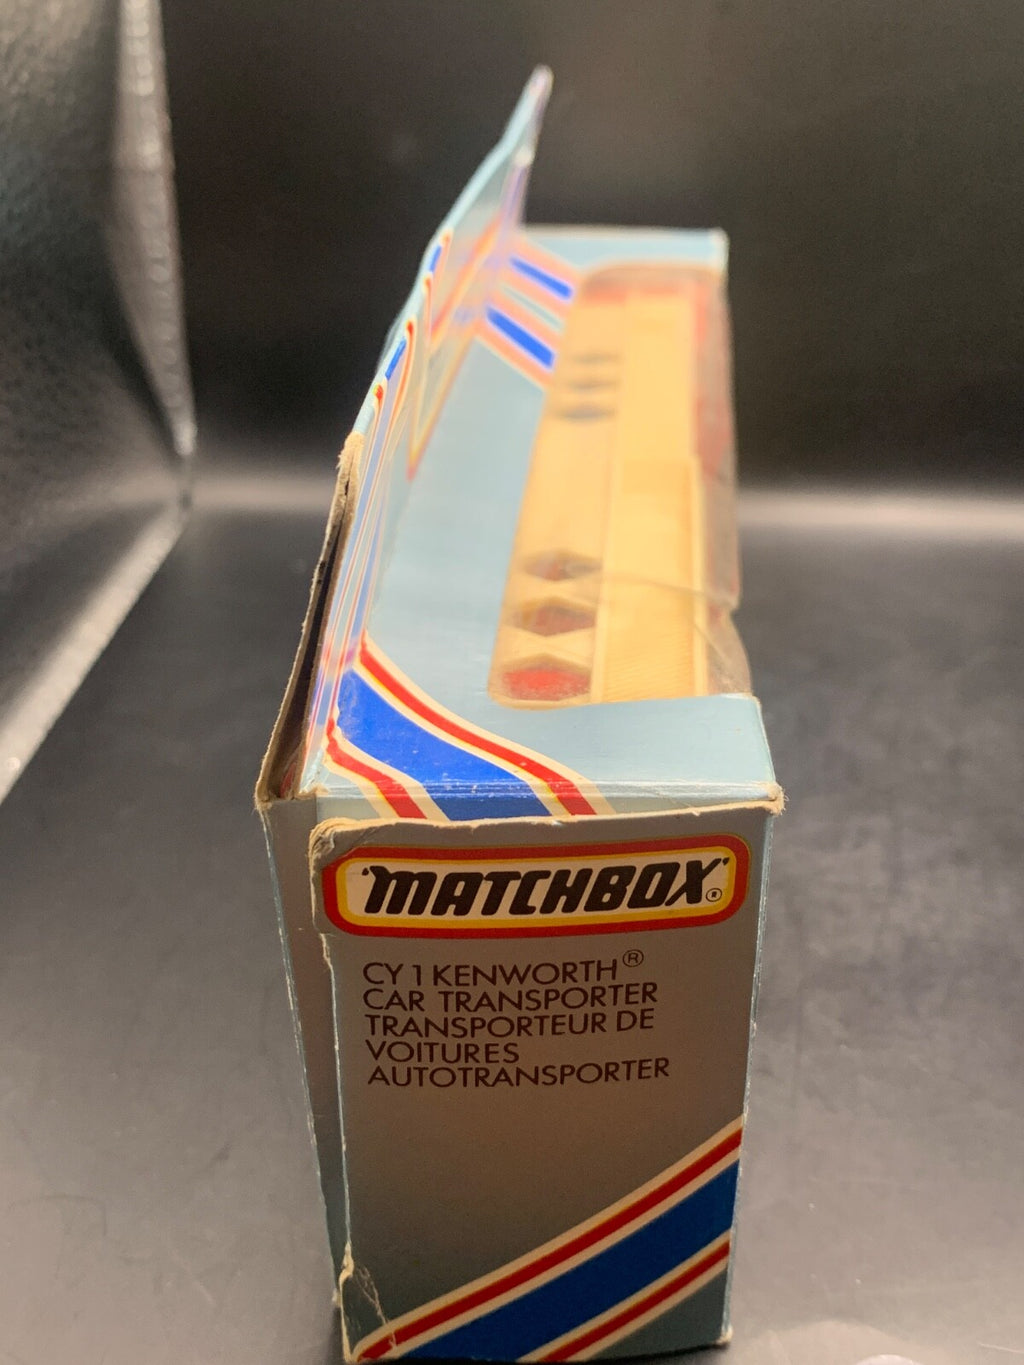 "MATCHBOX"®
CY 1 KENWORTH®
CAR TRANSPORTER
TRANSPORTEUR DE
VOITURES
AUTOTRANSPORTER